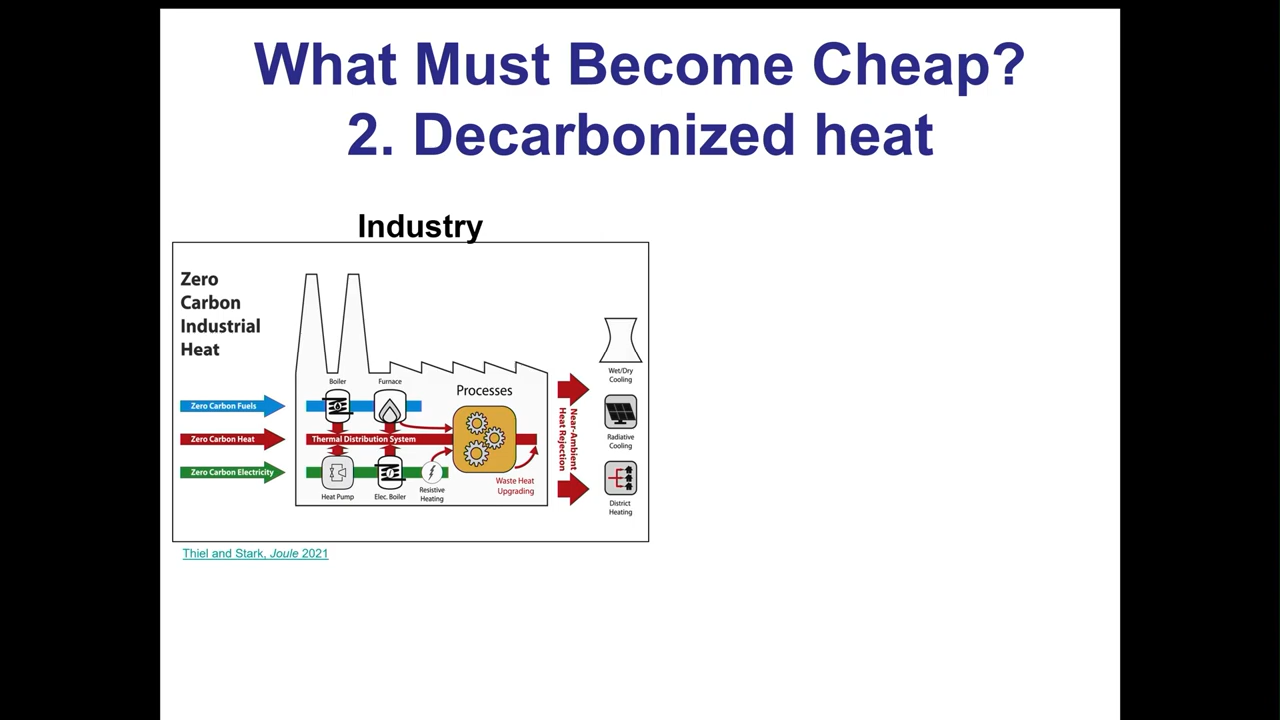 What Must Become Cheap?
2. Decarbonized heat
Industry
Zero
Carbon
Industrial
Heat
Zero Carbon Fuels
Zero Carbon Heat
Zero Carbon Electricity
Boiler
Furnace
Processes
Thermal Distribution System
Heat Pump
Elec. Boiler
Resistive
Heating
Waste Heat
Upgrading
Near-Ambient
Heat Rejection
Wet/Dry
Cooling
Radiative
Cooling
District
Heating
Thiel and Stark, Joule 2021